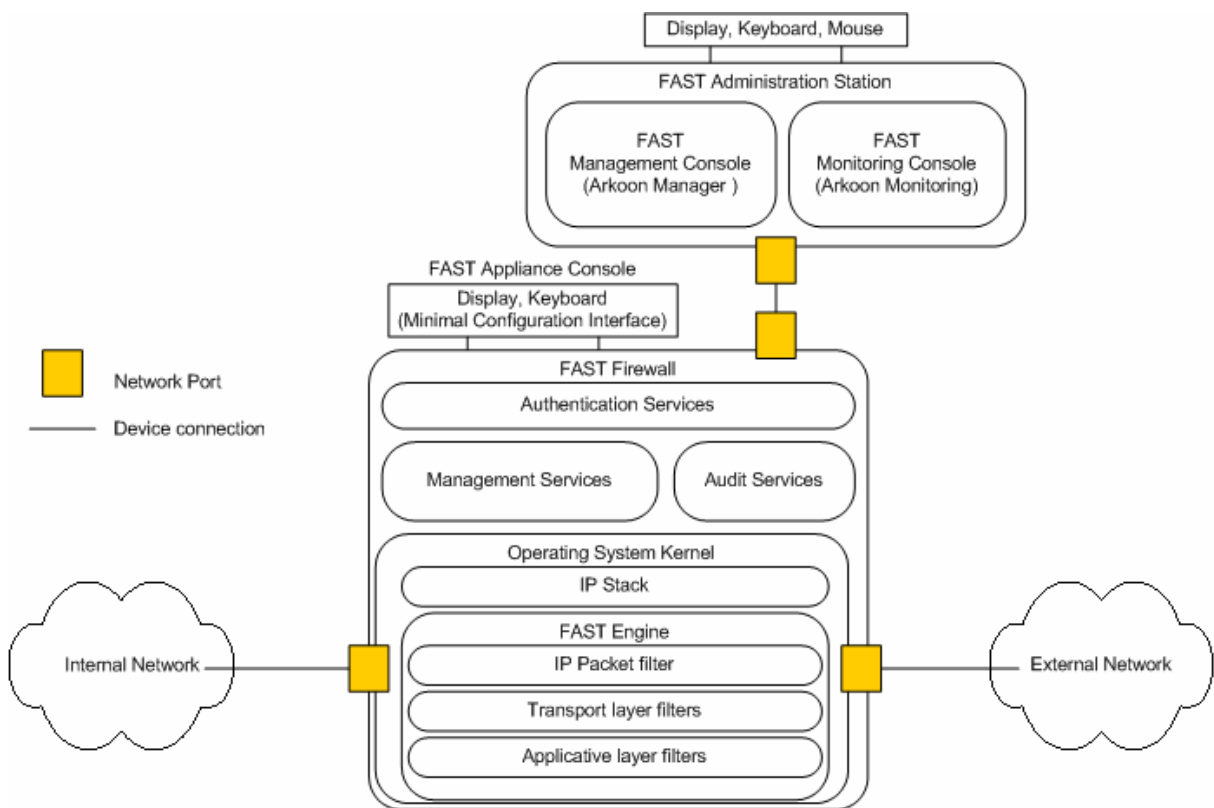 Display, Keyboard, Mouse
FAST Administration Station
FAST
Management Console
(Arkoon Manager )
FAST
Monitoring Console
(Arkoon Monitoring)
FAST Appliance Console
Display, Keyboard
(Minimal Configuration Interface)
Network Port
Device connection
FAST Firewall
Authentication Services
Management Services
Audit Services
Operating System Kernel
IP Stack
FAST Engine
IP Packet filter
Transport layer filters
Applicative layer filters
Internal Network
External Network